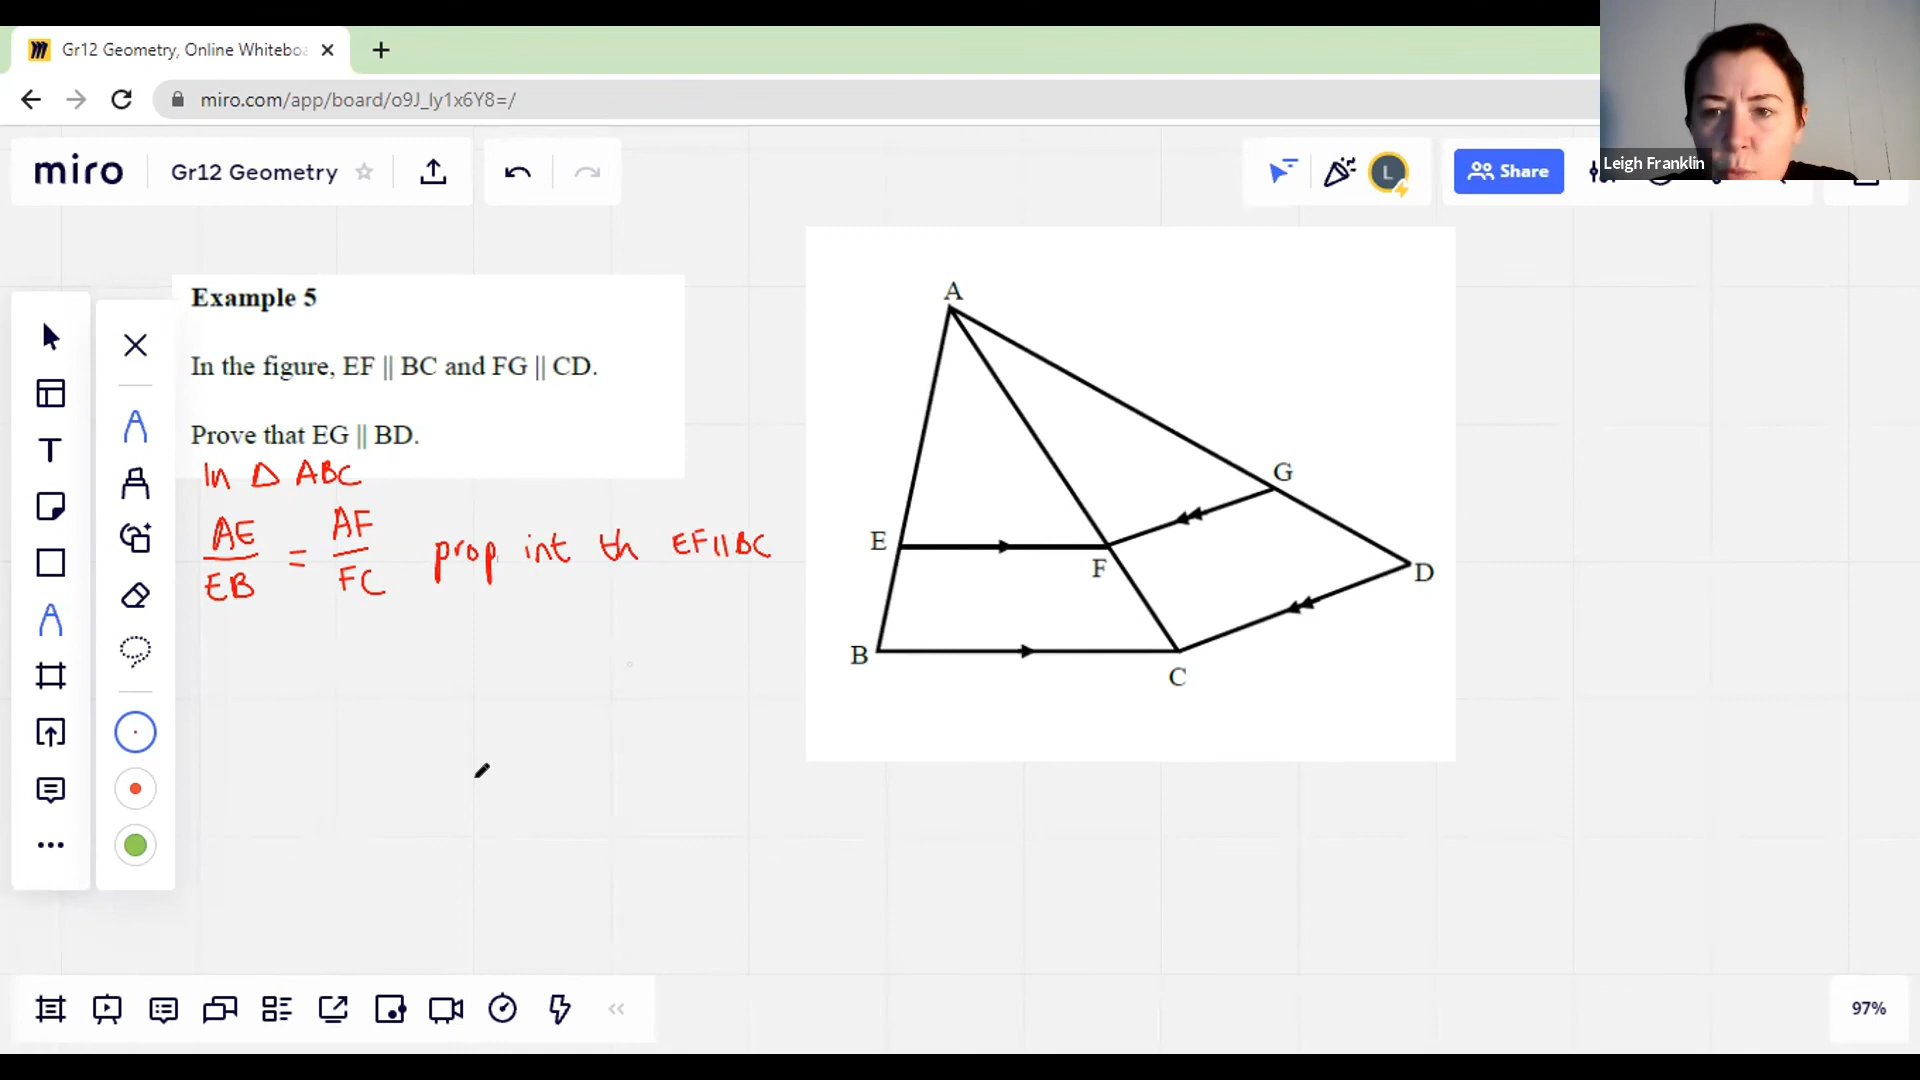 Gr12 Geometry, Online Whiteboa
miro.com/app/board/o9J_ly1x6Y8=/
miro
Gr12 Geometry
L
Share
Leigh Franklin
Example 5
In the figure, EF || BC and FG || CD.
Prove that EG || BD.
In Δ ABC
AE/EB = AF/FC prop int th EF||BC
A
G
E
F
D
B
C
T
97%